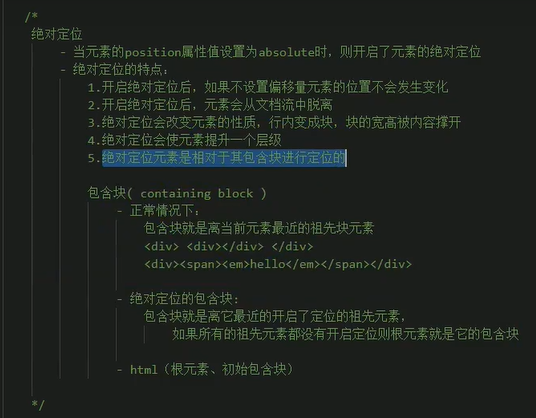 /*
绝对定位
- 当元素的position属性值设置为absolute时，则开启了元素的绝对定位
- 绝对定位的特点：
1.开启绝对定位后，如果不设置偏移量元素的位置不会发生变化
2.开启绝对定位后，元素会从文档流中脱离
3.绝对定位会改变元素的性质，行内变成块，块的宽高被内容撑开
4.绝对定位会使元素提升一个层级
5.绝对定位元素是相对于其包含块进行定位的
包含块( containing block )
- 正常情况下：
包含块就是离当前元素最近的祖先块元素
<div> <div></div> </div>
<div><span><em>hello</em></span></div>
- 绝对定位的包含块：
包含块就是离它最近的开启了定位的祖先元素，
如果所有的祖先元素都没有开启定位则根元素就是它的包含块
- html（根元素、初始包含块）
*/